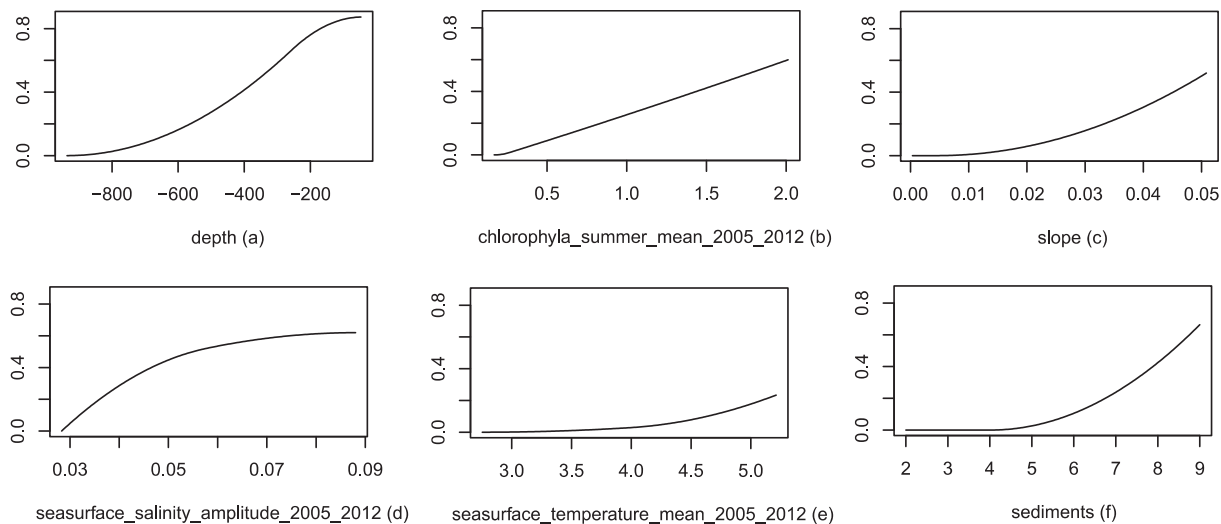 0.0 0.4 0.8
−800 −600 −400 −200
depth (a)
0.0 0.4 0.8
0.5 1.0 1.5 2.0
chlorophyla_summer_mean_2005_2012 (b)
0.0 0.4 0.8
0.00 0.01 0.02 0.03 0.04 0.05
slope (c)
0.0 0.4 0.8
0.03 0.05 0.07 0.09
seasurface_salinity_amplitude_2005_2012 (d)
0.0 0.4 0.8
3.0 3.5 4.0 4.5 5.0
seasurface_temperature_mean_2005_2012 (e)
0.0 0.4 0.8
2 3 4 5 6 7 8 9
sediments (f)